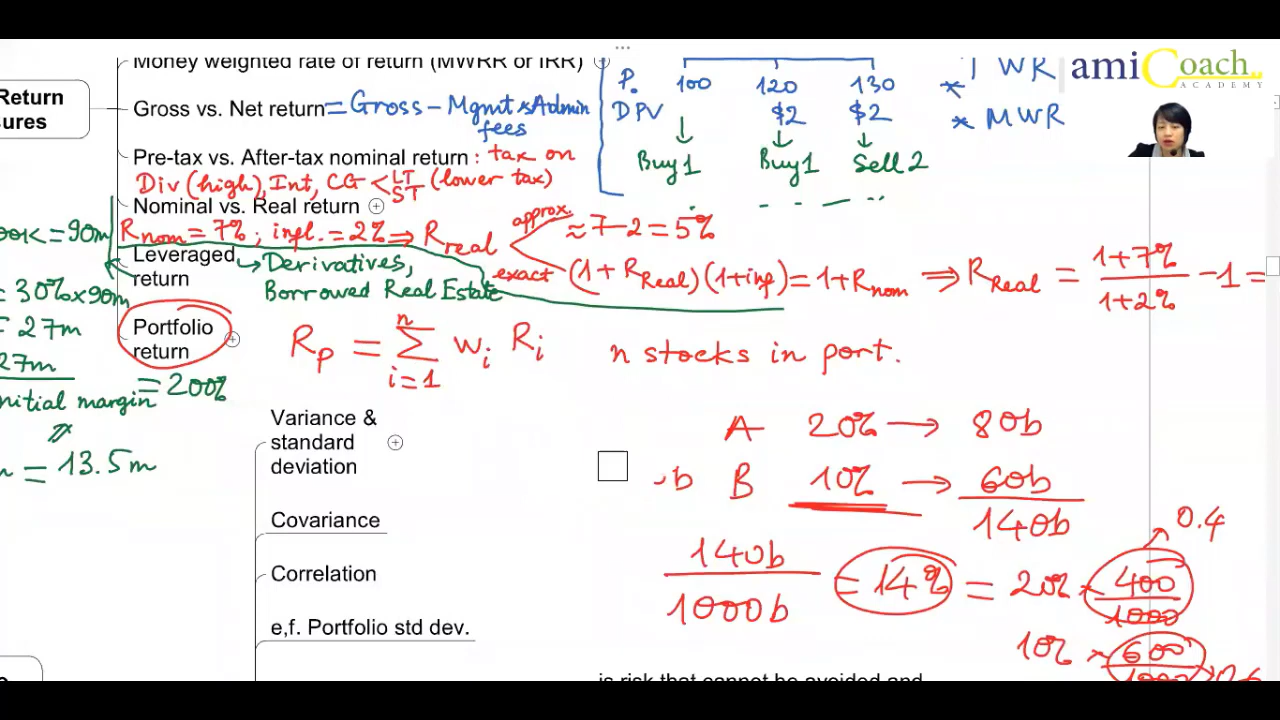 Money weighted rate of return (MWRR or IRR)
Return
ures
Gross vs. Net return = Gross - Mgmt & Admin
fees
Pre-tax vs. After-tax nominal return : tax on
Div (high), Int, CG < LT (lower tax)
ST
Nominal vs. Real return
R nom = 7% ; infl. = 2% ⇒ R real
approx. ≈ 7 - 2 = 5%
exact (1 + R Real) (1 + inf) = 1 + R nom ⇒ R Real = 1 + 7% / 1 + 2% - 1 =
Leveraged
return
Derivatives,
Borrowed Real Estate
= 90m
= 30% x 90m
= 27m
27m
= 200%
initial margin
= 13.5m
Portfolio
return
Rp = n Σ i=1 wi Ri
n stocks in port.
P. 100 120 130
DPV $2 $2
Buy 1 Buy 1 Sell 2
* TWR
* MWR
ami Coach
ACADEMY
Variance &
standard
deviation
Covariance
Correlation
e,f. Portfolio std dev.
A 20% → 80b
b B 10% → 60b
140b
140b / 1000b = 14% = 20% × 400 / 1000
0.4
10% × 600 / 1000
is risk that cannot be avoided and